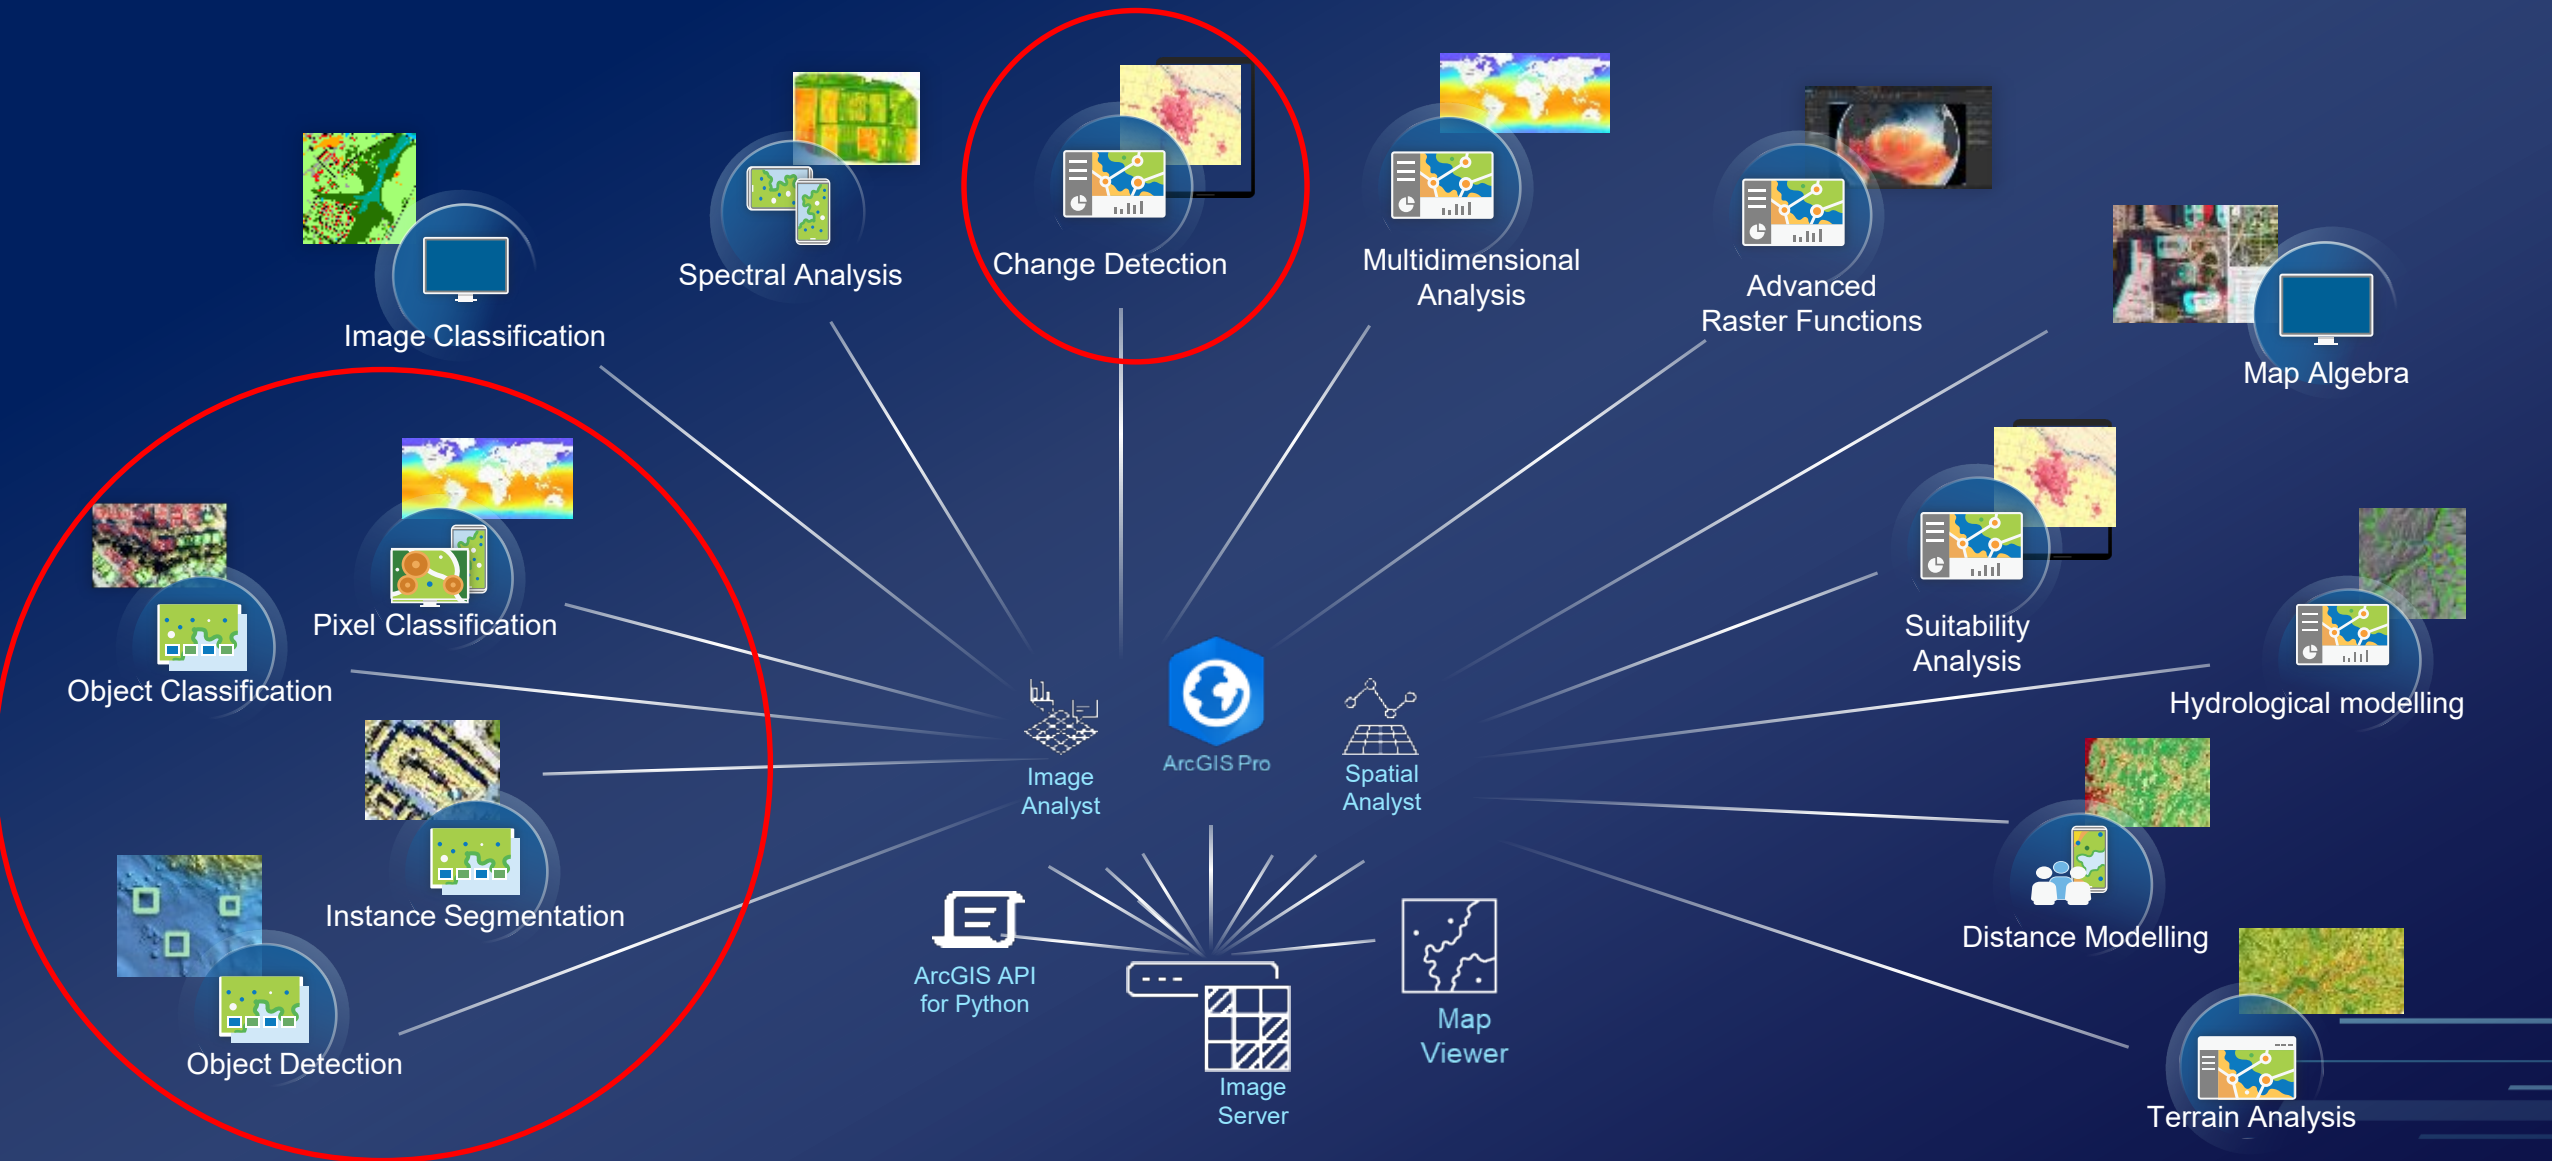 Spectral Analysis
Change Detection
Multidimensional
Analysis
Advanced
Raster Functions
Image Classification
Map Algebra
Pixel Classification
Object Classification
Suitability
Analysis
Hydrological modelling
Image
Analyst
ArcGIS Pro
Spatial
Analyst
Instance Segmentation
Object Detection
Distance Modelling
ArcGIS API
for Python
Map
Viewer
Image
Server
Terrain Analysis